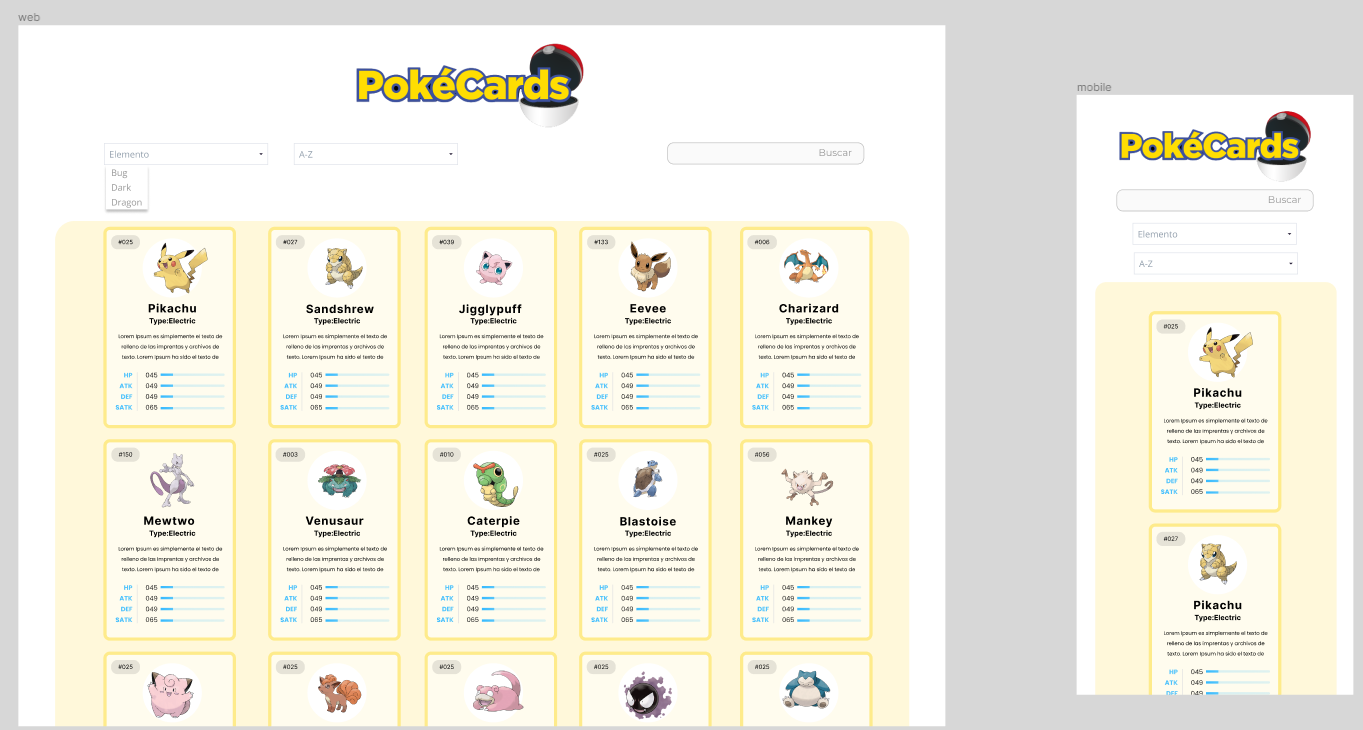 web
PokéCards
Elemento
A-Z
Buscar
Bug
Dark
Dragon
#025
Pikachu
Type:Electric
Lorem Ipsum es simplemente el texto de
relleno de las imprentas y archivos de
texto. Lorem Ipsum ha sido el texto de
HP 045
ATK 049
DEF 049
SATK 065
#027
Sandshrew
Type:Electric
Lorem Ipsum es simplemente el texto de
relleno de las imprentas y archivos de
texto. Lorem Ipsum ha sido el texto de
HP 045
ATK 049
DEF 049
SATK 065
#039
Jigglypuff
Type:Electric
Lorem Ipsum es simplemente el texto de
relleno de las imprentas y archivos de
texto. Lorem Ipsum ha sido el texto de
HP 045
ATK 049
DEF 049
SATK 065
#133
Eevee
Type:Electric
Lorem Ipsum es simplemente el texto de
relleno de las imprentas y archivos de
texto. Lorem Ipsum ha sido el texto de
HP 045
ATK 049
DEF 049
SATK 065
#006
Charizard
Type:Electric
Lorem Ipsum es simplemente el texto de
relleno de las imprentas y archivos de
texto. Lorem Ipsum ha sido el texto de
HP 045
ATK 049
DEF 049
SATK 065
#150
Mewtwo
Type:Electric
Lorem Ipsum es simplemente el texto de
relleno de las imprentas y archivos de
texto. Lorem Ipsum ha sido el texto de
HP 045
ATK 049
DEF 049
SATK 065
#003
Venusaur
Type:Electric
Lorem Ipsum es simplemente el texto de
relleno de las imprentas y archivos de
texto. Lorem Ipsum ha sido el texto de
HP 045
ATK 049
DEF 049
SATK 065
#010
Caterpie
Type:Electric
Lorem Ipsum es simplemente el texto de
relleno de las imprentas y archivos de
texto. Lorem Ipsum ha sido el texto de
HP 045
ATK 049
DEF 049
SATK 065
#025
Blastoise
Type:Electric
Lorem Ipsum es simplemente el texto de
relleno de las imprentas y archivos de
texto. Lorem Ipsum ha sido el texto de
HP 045
ATK 049
DEF 049
SATK 065
#056
Mankey
Type:Electric
Lorem Ipsum es simplemente el texto de
relleno de las imprentas y archivos de
texto. Lorem Ipsum ha sido el texto de
HP 045
ATK 049
DEF 049
SATK 065
#025
#025
#025
#025
#025
mobile
PokéCards
Buscar
Elemento
A-Z
#025
Pikachu
Type:Electric
Lorem Ipsum es simplemente el texto de
relleno de las imprentas y archivos de
texto. Lorem Ipsum ha sido el texto de
HP 045
ATK 049
DEF 049
SATK 065
#027
Pikachu
Type:Electric
Lorem Ipsum es simplemente el texto de
relleno de las imprentas y archivos de
texto. Lorem Ipsum ha sido el texto de
HP 045
ATK 049
DEF 049